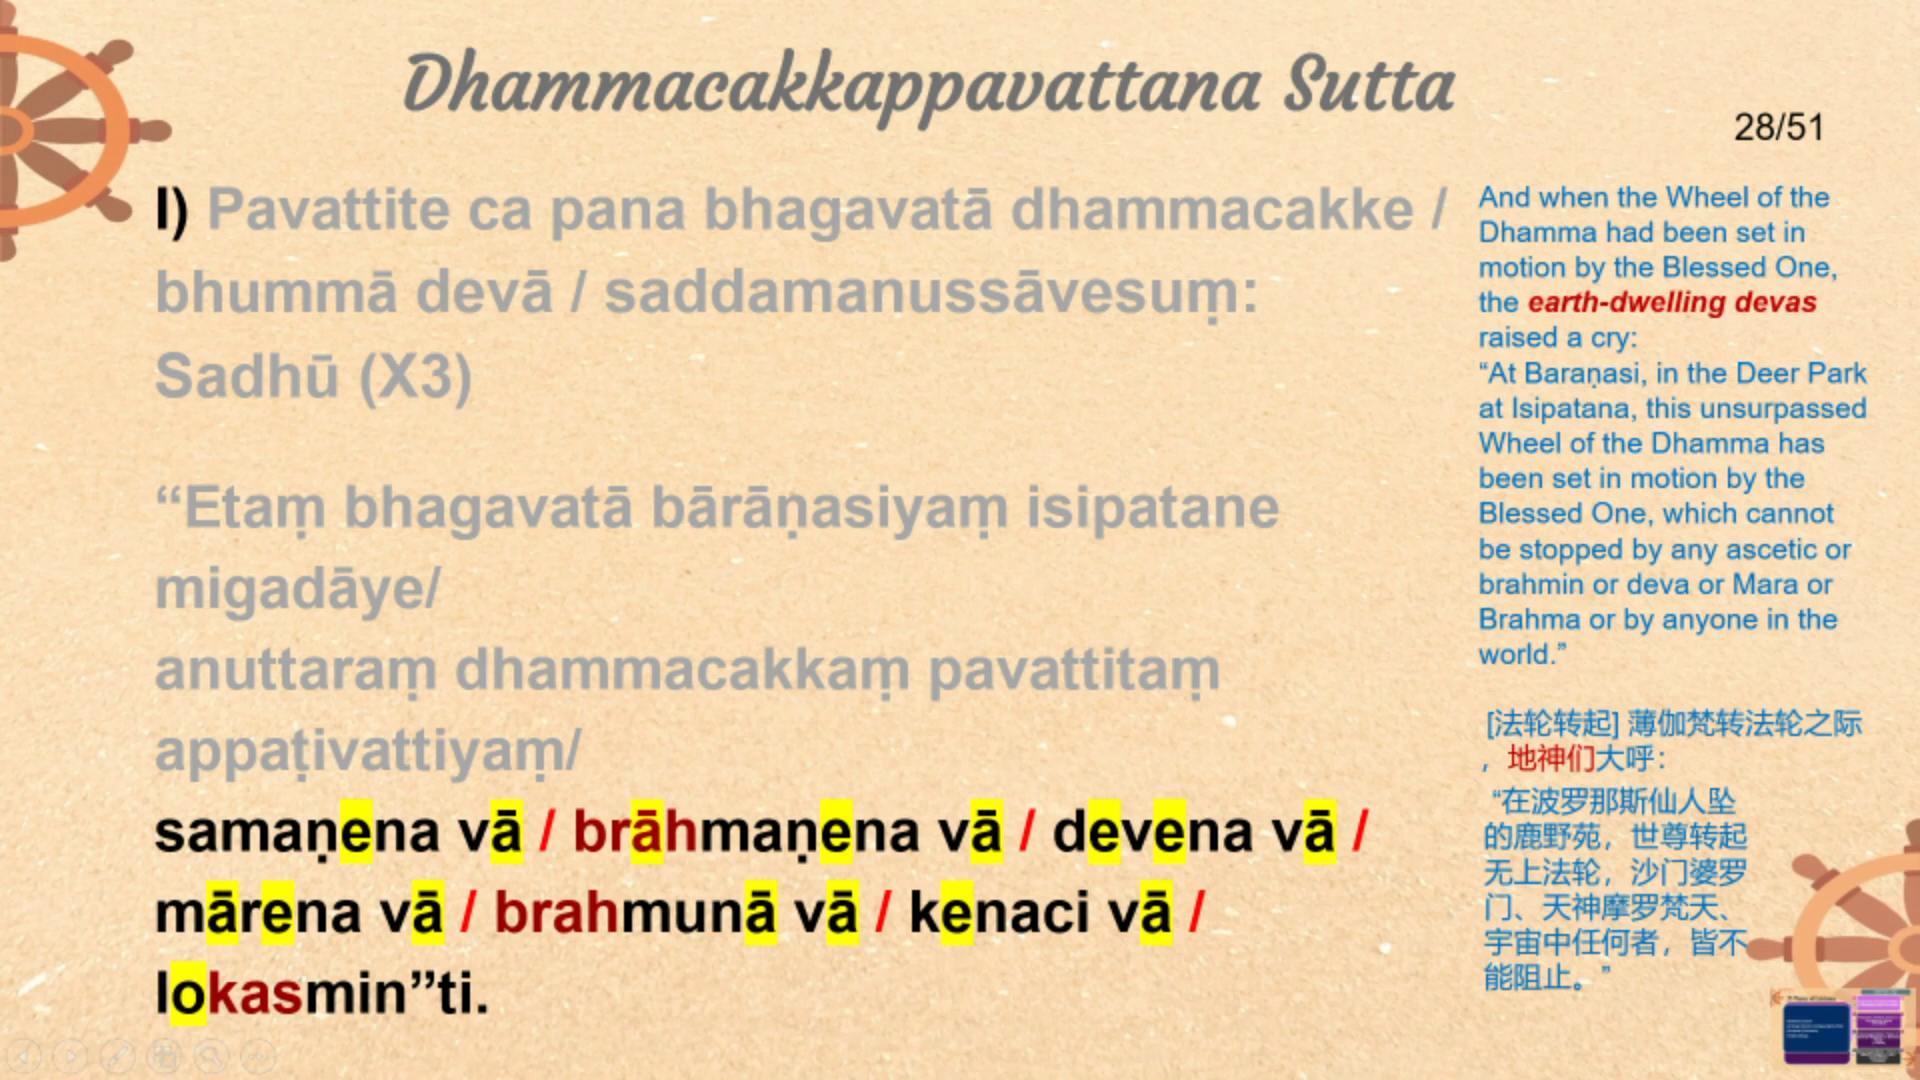 Dhammacakkappavattana Sutta
28/51
I) Pavattite ca pana bhagavatā dhammacakke /
bhummā devā / saddamanussāvesuṃ:
Sadhū (X3)
“Etaṃ bhagavatā bārāṇasiyaṃ isipatane
migadāye/
anuttaraṃ dhammacakkaṃ pavattitaṃ
appaṭivattiyaṃ/
samaṇena vā / brāhmaṇena vā / devena vā /
mārena vā / brahmunā vā / kenaci vā /
lokasmin”ti.
And when the Wheel of the
Dhamma had been set in
motion by the Blessed One,
the earth-dwelling devas
raised a cry:
“At Baraṇasi, in the Deer Park
at Isipatana, this unsurpassed
Wheel of the Dhamma has
been set in motion by the
Blessed One, which cannot
be stopped by any ascetic or
brahmin or deva or Mara or
Brahma or by anyone in the
world.”
[法轮转起] 薄伽梵转法轮之际
，地神们大呼：
“在波罗那斯仙人坠
的鹿野苑，世尊转起
无上法轮，沙门婆罗
门、天神摩罗梵天、
宇宙中任何者，皆不
能阻止。”